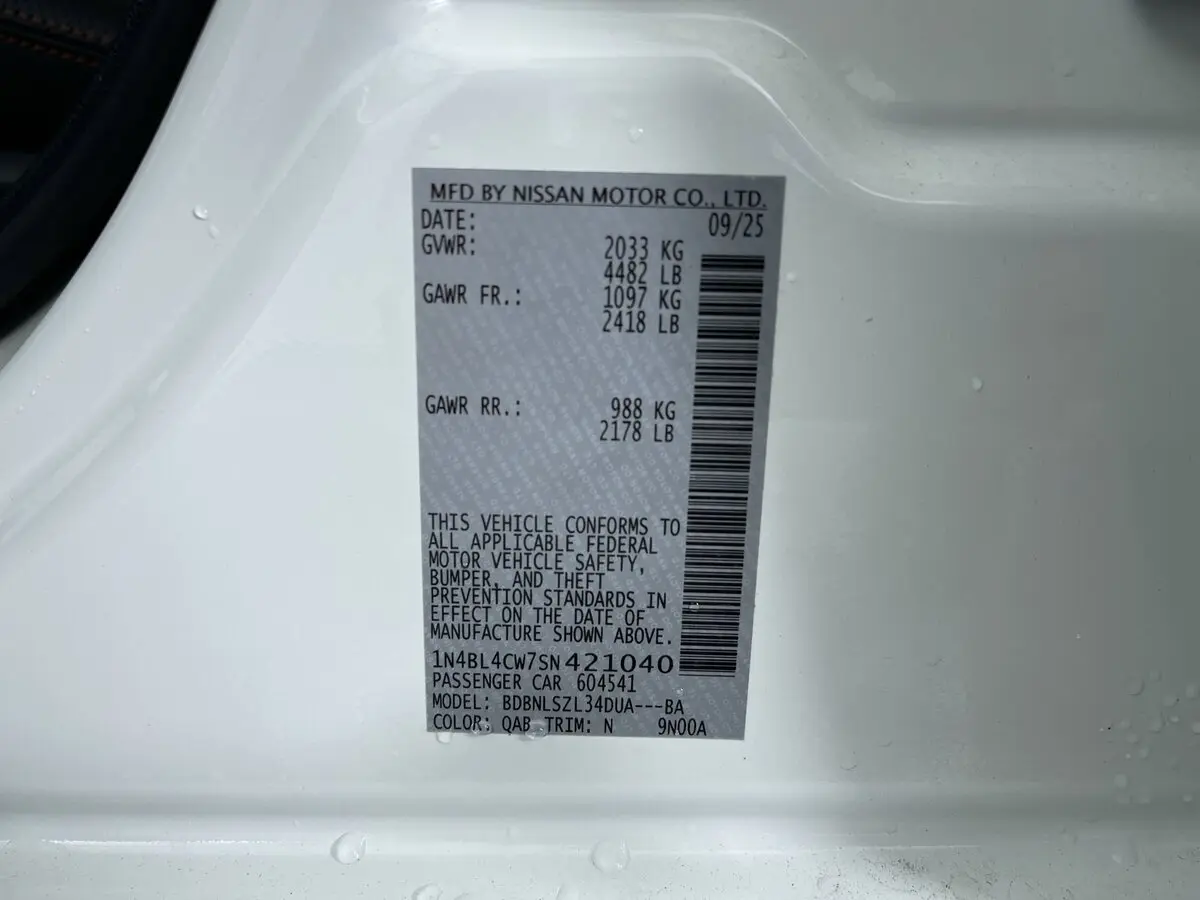 MFD BY NISSAN MOTOR CO., LTD.
DATE: 09/25
GVWR: 2033 KG
4482 LB
GAWR FR.: 1097 KG
2418 LB
GAWR RR.: 988 KG
2178 LB
THIS VEHICLE CONFORMS TO
ALL APPLICABLE FEDERAL
MOTOR VEHICLE SAFETY,
BUMPER, AND THEFT
PREVENTION STANDARDS IN
EFFECT ON THE DATE OF
MANUFACTURE SHOWN ABOVE.
1N4BL4CW7SN421040
PASSENGER CAR 604541
MODEL: BDBNLSZL34DUA---BA
COLOR: QAB TRIM: N 9N00A